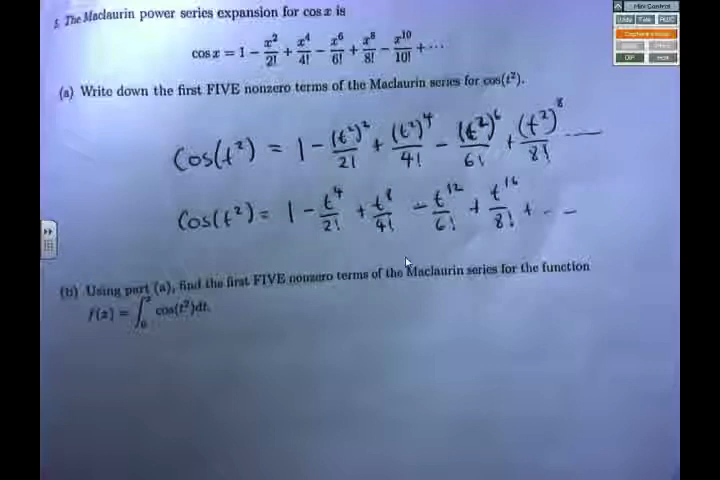 5. The Maclaurin power series expansion for cos x is
cos x = 1 − x²/2! + x⁴/4! − x⁶/6! + x⁸/8! − x¹⁰/10! + ···
(a) Write down the first FIVE nonzero terms of the Maclaurin series for cos(t²).
Cos(t²) = 1 − (t²)²/2! + (t²)⁴/4! − (t²)⁶/6! + (t²)⁸/8! ---
Cos(t²) = 1 − t⁴/2! + t⁸/4! − t¹²/6! + t¹⁶/8! + - -
(b) Using part (a), find the first FIVE nonzero terms of the Maclaurin series for the function
f(x) = ∫₀ˣ cos(t²)dt.